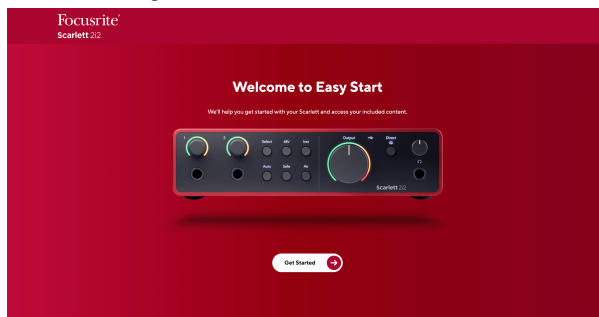 Focusrite®
Scarlett 2i2
Welcome to Easy Start
We'll help you get started with your Scarlett and access your included content.
1 2 Select 48V Inst Output Direct
Auto Safe Air
Scarlett 2i2
Get Started